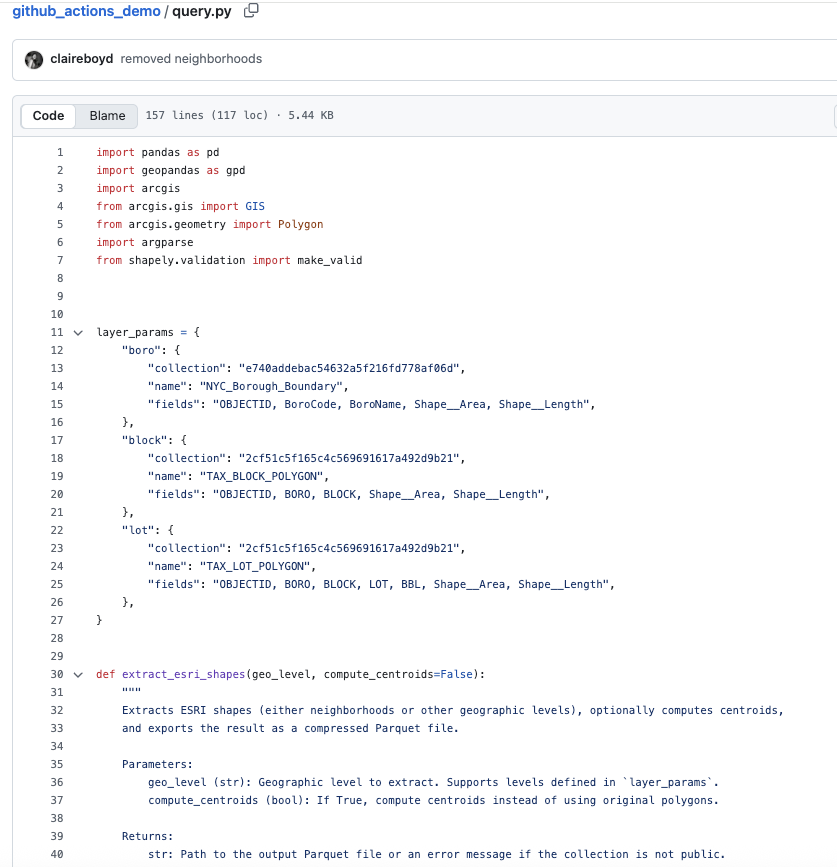 github_actions_demo / query.py
claireboyd removed neighborhoods
Code Blame 157 lines (117 loc) · 5.44 KB
1 import pandas as pd
2 import geopandas as gpd
3 import arcgis
4 from arcgis.gis import GIS
5 from arcgis.geometry import Polygon
6 import argparse
7 from shapely.validation import make_valid
8
9
10
11 layer_params = {
12     "boro": {
13         "collection": "e740addebac54632a5f216fd778af06d",
14         "name": "NYC_Borough_Boundary",
15         "fields": "OBJECTID, BoroCode, BoroName, Shape__Area, Shape__Length",
16     },
17     "block": {
18         "collection": "2cf51c5f165c4c569691617a492d9b21",
19         "name": "TAX_BLOCK_POLYGON",
20         "fields": "OBJECTID, BORO, BLOCK, Shape__Area, Shape__Length",
21     },
22     "lot": {
23         "collection": "2cf51c5f165c4c569691617a492d9b21",
24         "name": "TAX_LOT_POLYGON",
25         "fields": "OBJECTID, BORO, BLOCK, LOT, BBL, Shape__Area, Shape__Length",
26     },
27 }
28
29
30 def extract_esri_shapes(geo_level, compute_centroids=False):
31     """
32     Extracts ESRI shapes (either neighborhoods or other geographic levels), optionally computes centroids,
33     and exports the result as a compressed Parquet file.
34
35     Parameters:
36         geo_level (str): Geographic level to extract. Supports levels defined in `layer_params`.
37         compute_centroids (bool): If True, compute centroids instead of using original polygons.
38
39     Returns:
40         str: Path to the output Parquet file or an error message if the collection is not public.